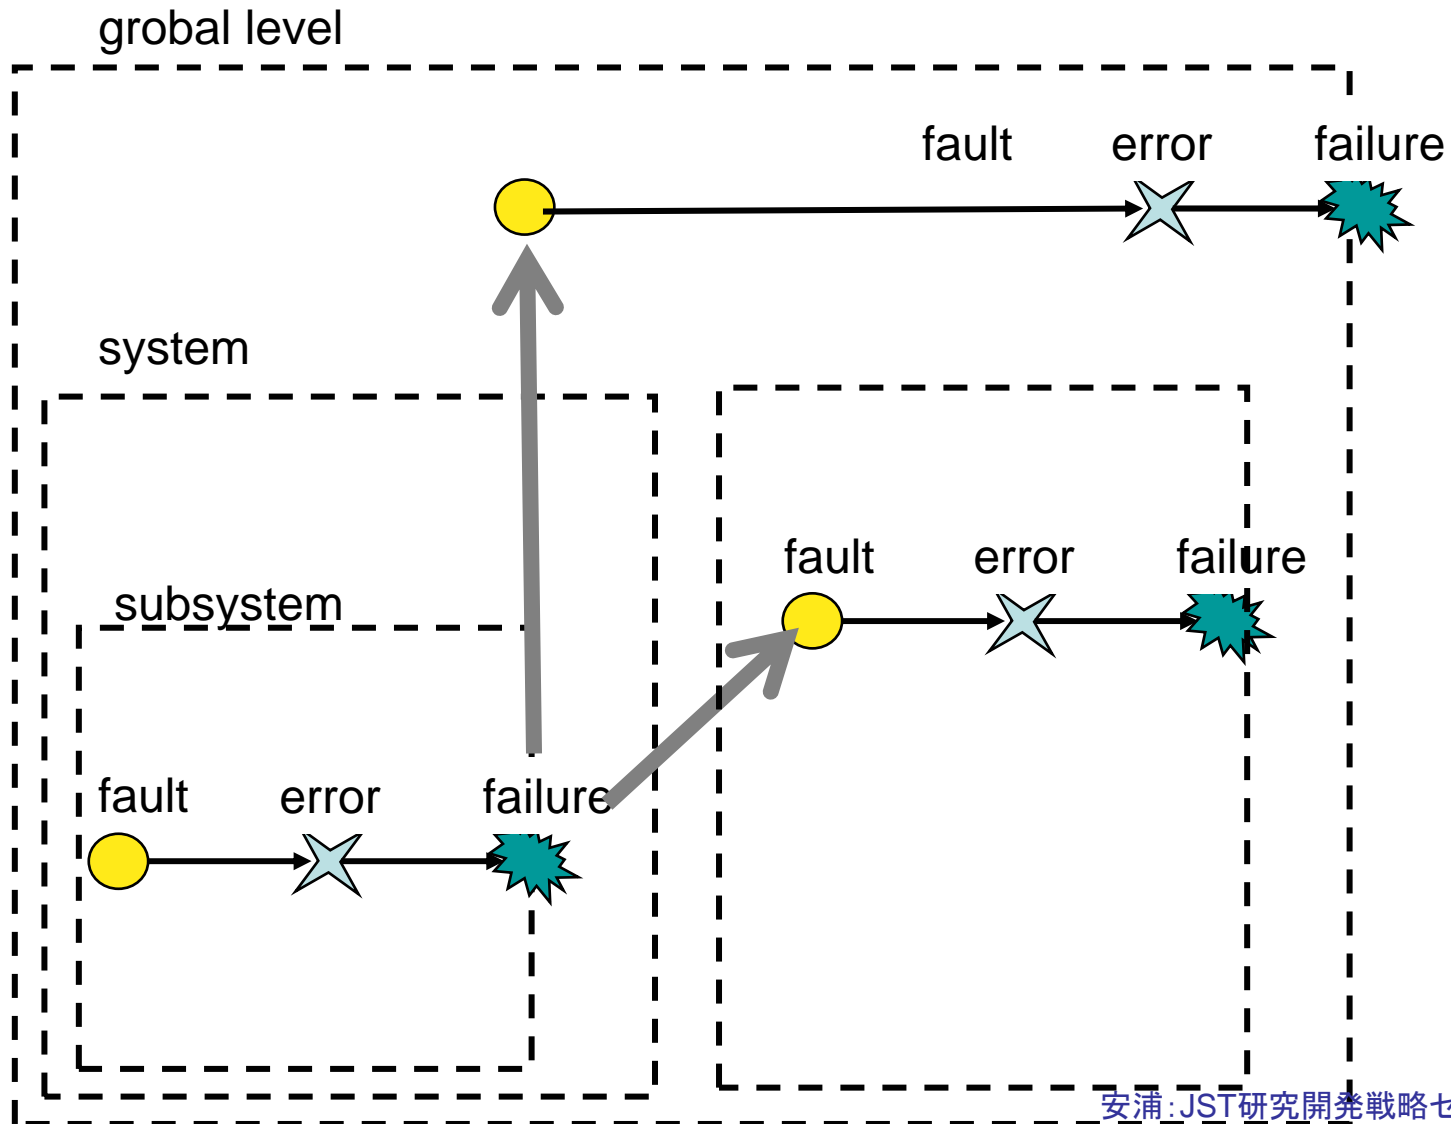 grobal level
fault error failure
system
fault error failure
subsystem
fault error failure
安浦:JST研究開発戦略セ